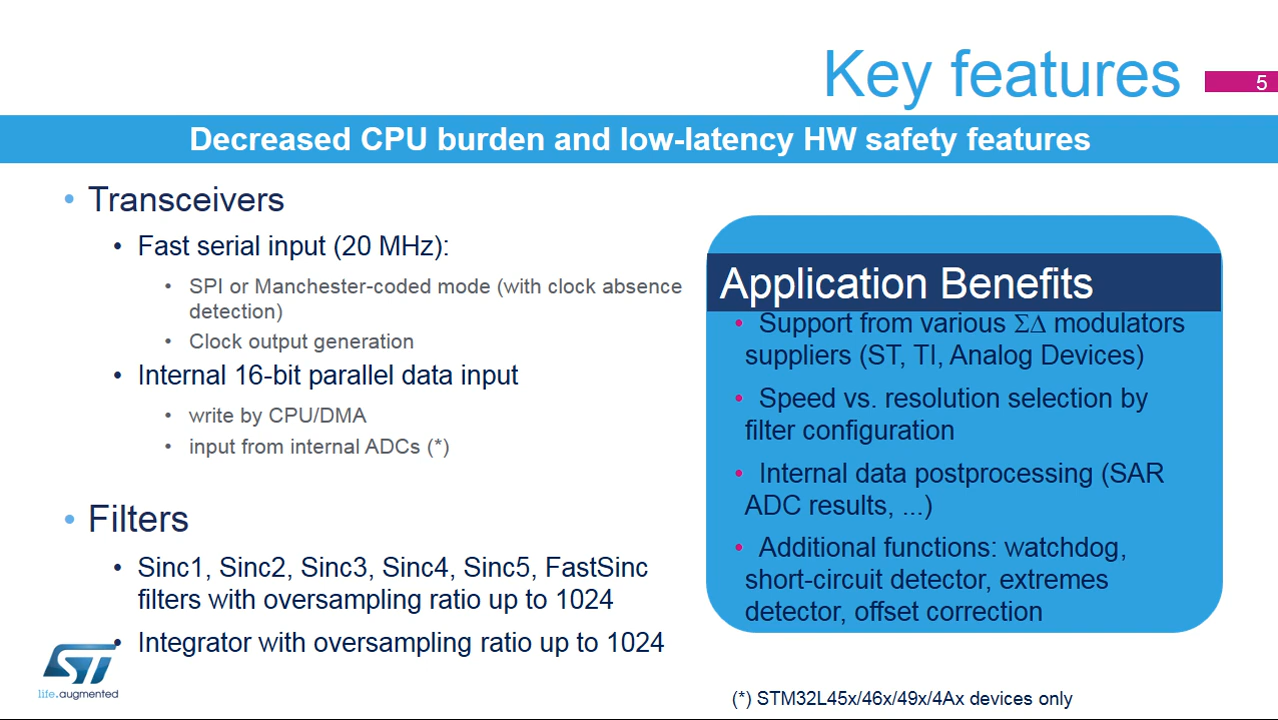 Key features
5
Decreased CPU burden and low-latency HW safety features
• Transceivers
• Fast serial input (20 MHz):
• SPI or Manchester-coded mode (with clock absence
detection)
• Clock output generation
• Internal 16-bit parallel data input
• write by CPU/DMA
• input from internal ADCs (*)
• Filters
• Sinc1, Sinc2, Sinc3, Sinc4, Sinc5, FastSinc
filters with oversampling ratio up to 1024
• Integrator with oversampling ratio up to 1024
Application Benefits
• Support from various ΣΔ modulators
suppliers (ST, TI, Analog Devices)
• Speed vs. resolution selection by
filter configuration
• Internal data postprocessing (SAR
ADC results, ...)
• Additional functions: watchdog,
short-circuit detector, extremes
detector, offset correction
ST
life.augmented
(*) STM32L45x/46x/49x/4Ax devices only